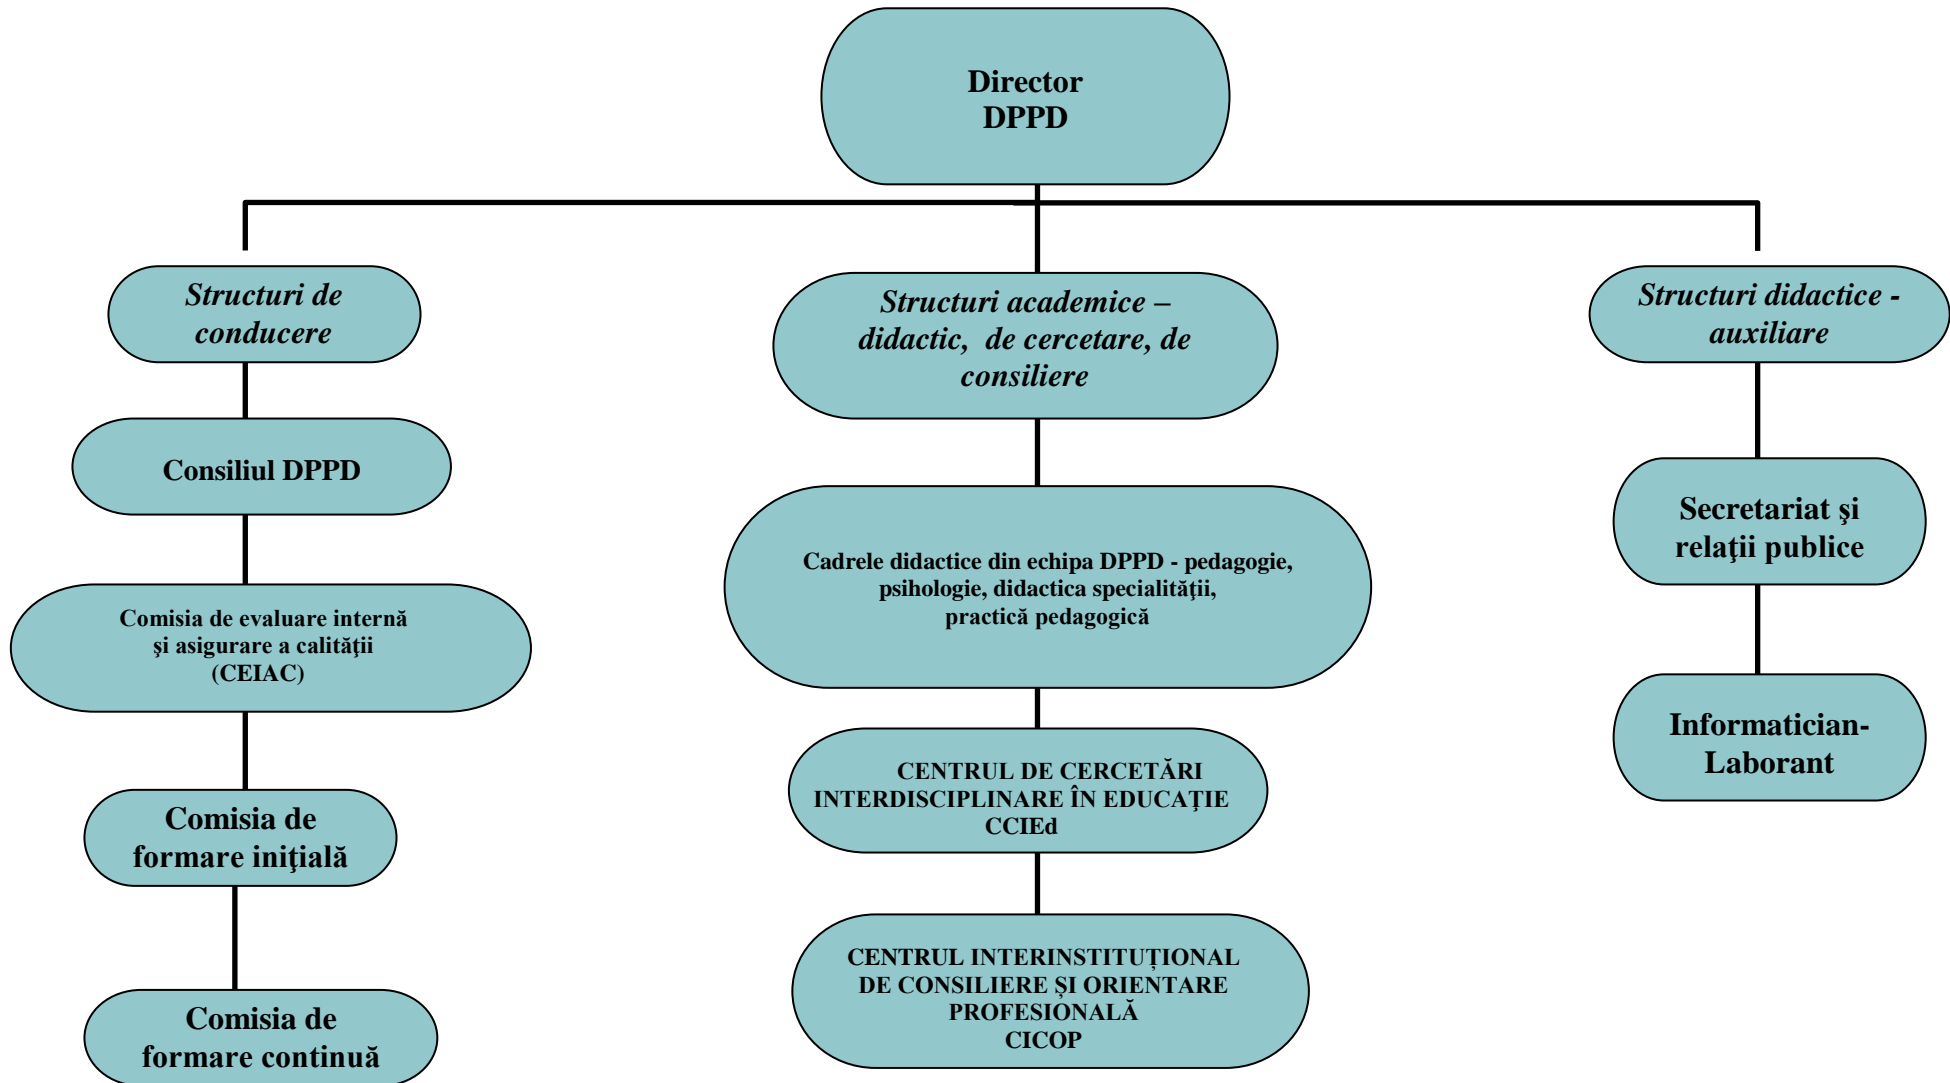 Director
DPPD
Structuri de
conducere
Consiliul DPPD
Comisia de evaluare internă
şi asigurare a calităţii
(CEIAC)
Comisia de
formare iniţială
Comisia de
formare continuă
Structuri academice –
didactic, de cercetare, de
consiliere
Cadrele didactice din echipa DPPD - pedagogie,
psihologie, didactica specialităţii,
practică pedagogică
CENTRUL DE CERCETĂRI
INTERDISCIPLINARE ÎN EDUCAŢIE
CCIEd
CENTRUL INTERINSTITUȚIONAL
DE CONSILIERE ȘI ORIENTARE
PROFESIONALĂ
CICOP
Structuri didactice -
auxiliare
Secretariat şi
relaţii publice
Informatician-
Laborant